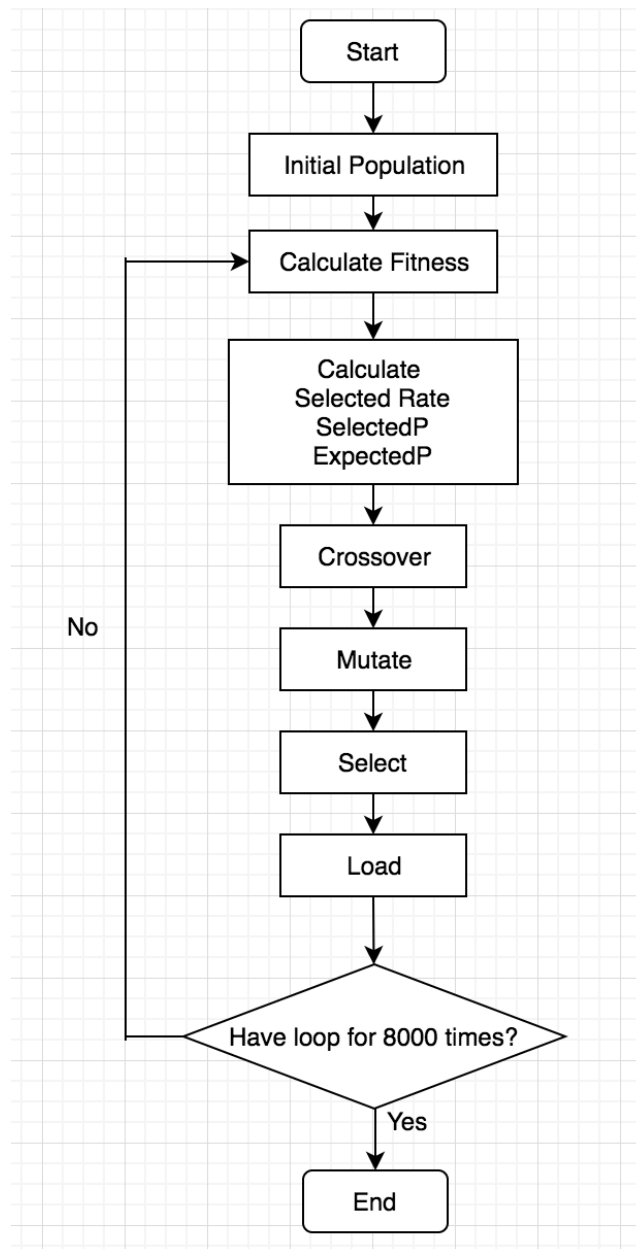 Start
Initial Population
Calculate Fitness
Calculate
Selected Rate
SelectedP
ExpectedP
Crossover
No
Mutate
Select
Load
Have loop for 8000 times?
Yes
End